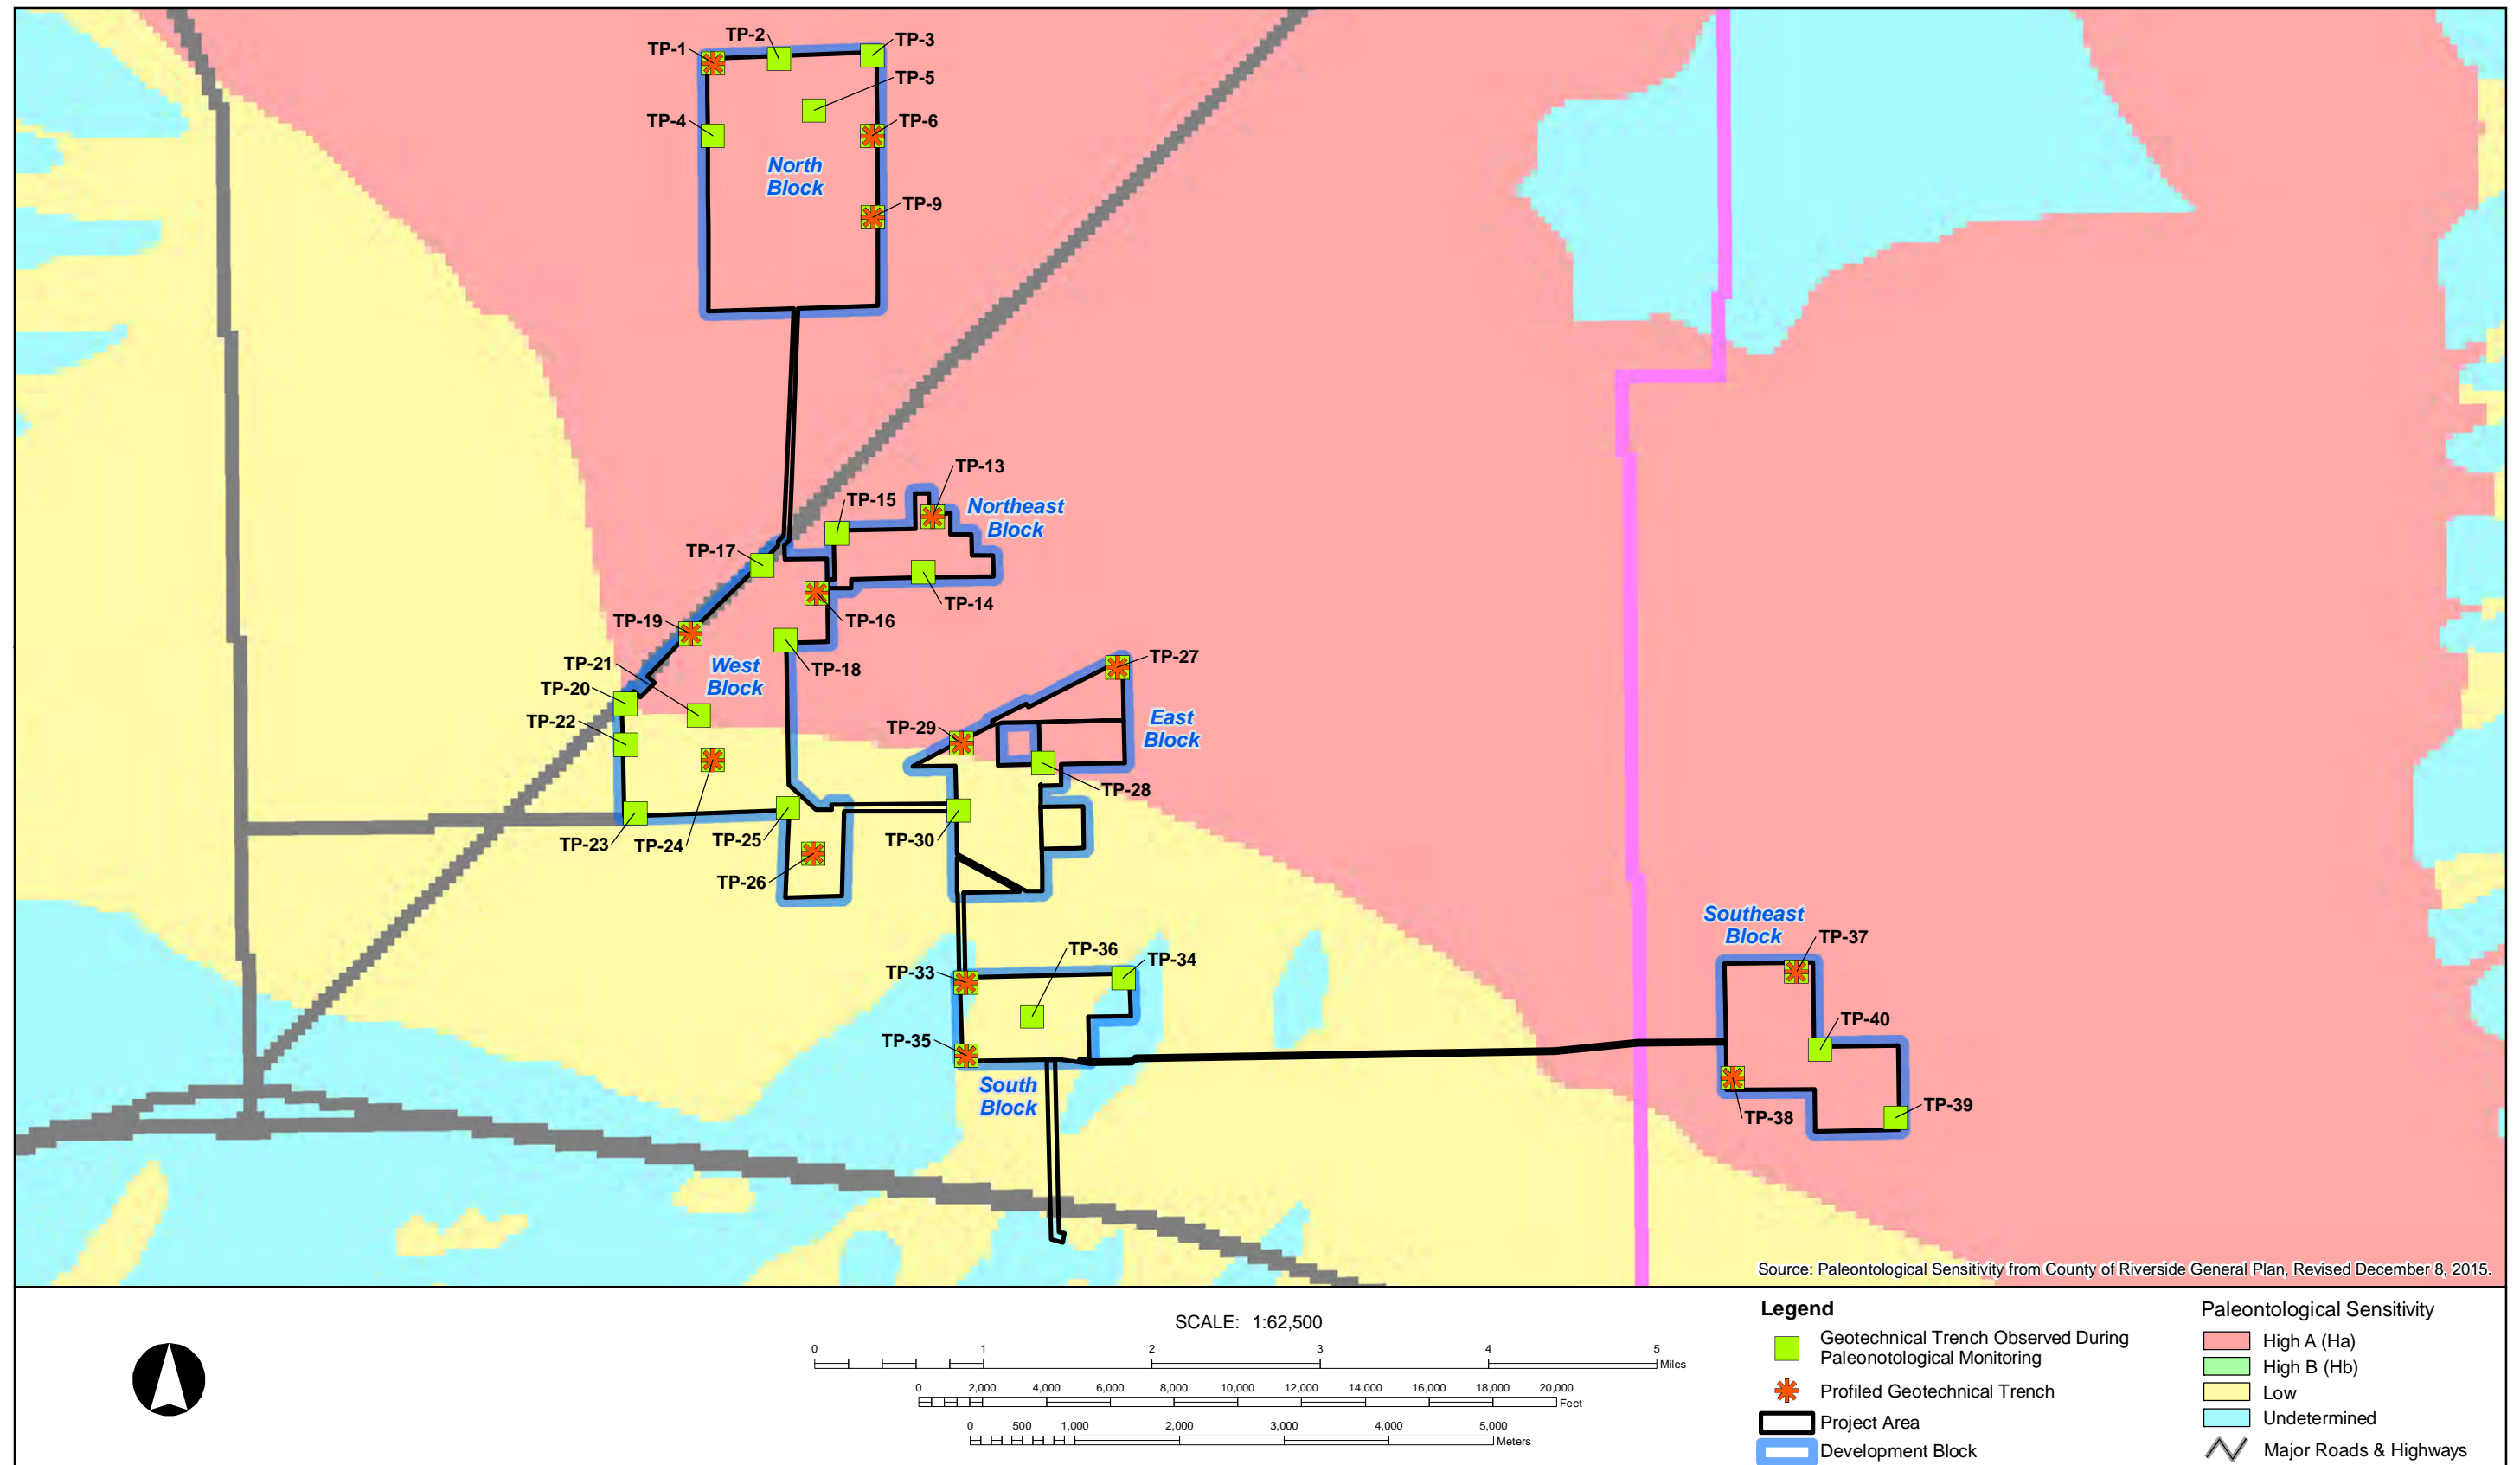 TP-1
TP-2
TP-3
TP-5
TP-4
TP-6
North
Block
TP-9
TP-13
TP-15
Northeast
Block
TP-17
TP-14
TP-16
TP-19
TP-21
West
Block
TP-18
TP-27
TP-20
TP-22
TP-29
East
Block
TP-28
TP-23
TP-24
TP-25
TP-30
TP-26
Southeast
Block
TP-37
TP-36
TP-34
TP-33
TP-40
TP-35
South
Block
TP-38
TP-39
Source: Paleontological Sensitivity from County of Riverside General Plan, Revised December 8, 2015.
SCALE: 1:62,500
0 1 2 3 4 5
Miles
0 2,000 4,000 6,000 8,000 10,000 12,000 14,000 16,000 18,000 20,000
Feet
0 500 1,000 2,000 3,000 4,000 5,000
Meters
Legend
Geotechnical Trench Observed During
Paleonotological Monitoring
Profiled Geotechnical Trench
Project Area
Development Block
Paleontological Sensitivity
High A (Ha)
High B (Hb)
Low
Undetermined
Major Roads & Highways